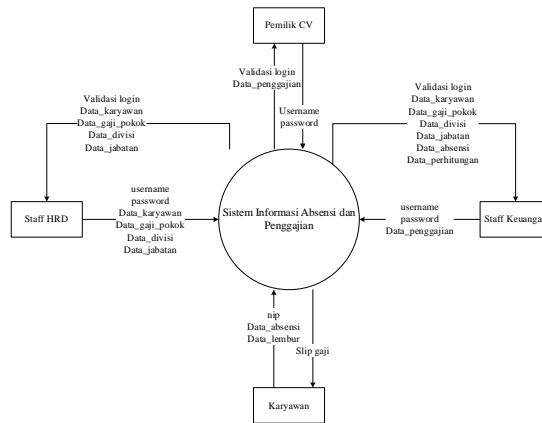 Pemilik CV
Validasi login
Data_penggajian
Username
password
Validasi login
Data_karyawan
Data_gaji_pokok
Data_divisi
Data_jabatan
Validasi login
Data_karyawan
Data_gaji_pokok
Data_divisi
Data_jabatan
Data_absensi
Data_perhitungan
Staff HRD
username
password
Data_karyawan
Data_gaji_pokok
Data_divisi
Data_jabatan
Sistem Informasi Absensi dan
Penggajian
username
password
Data_penggajian
Staff Keuangan
nip
Data_absensi
Data_lembur
Slip gaji
Karyawan